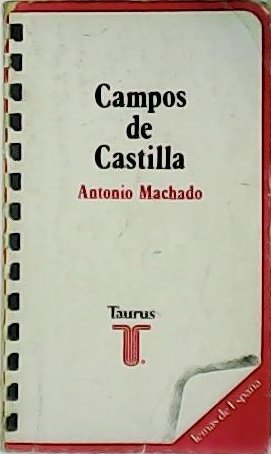 Campos
de
Castilla
Antonio Machado
Taurus
Temas de España